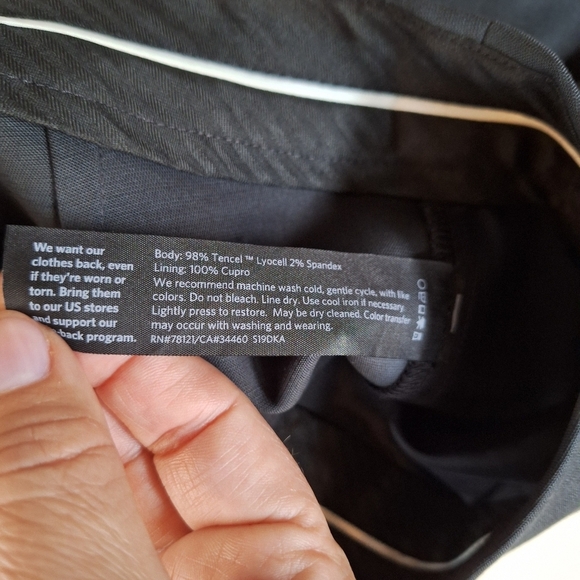 We want our
clothes back, even
if they're worn or
torn. Bring them
to our US stores
and support our
back program.
Body: 98% Tencel ™ Lyocell 2% Spandex
Lining: 100% Cupro
We recommend machine wash cold, gentle cycle, with like
colors. Do not bleach. Line dry. Use cool iron if necessary.
Lightly press to restore. May be dry cleaned. Color transfer
may occur with washing and wearing.
RN#78121/CA#34460 S19DKA